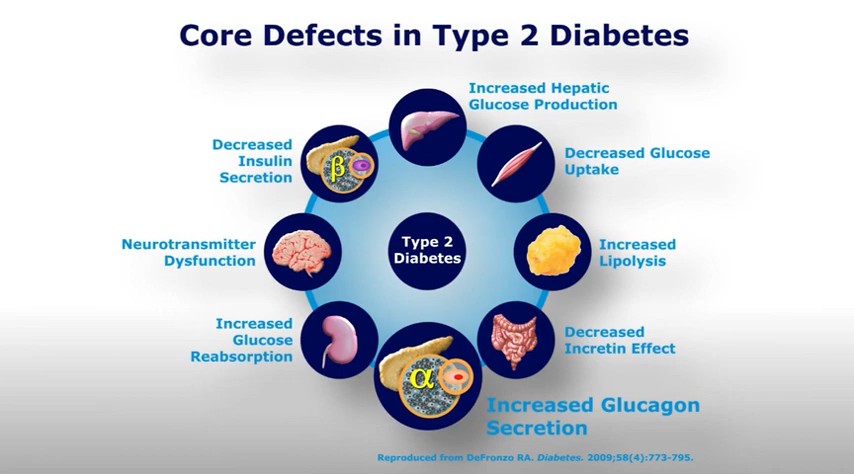 Core Defects in Type 2 Diabetes
Increased Hepatic
Glucose Production
Decreased Glucose
Uptake
Increased
Lipolysis
Decreased
Incretin Effect
Increased Glucagon
Secretion
α
Increased
Glucose
Reabsorption
Neurotransmitter
Dysfunction
Decreased
Insulin
Secretion
β
Type 2
Diabetes
Reproduced from DeFronzo RA. Diabetes. 2009;58(4):773-795.